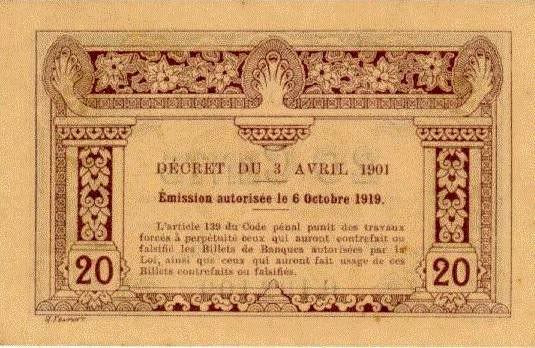 DÉCRET DU 3 AVRIL 1901
Émission autorisée le 6 Octobre 1919.
L'article 139 du Code pénal punit des travaux
forcés à perpétuité ceux qui auront contrefait ou
falsifié les Billets de Banques autorisées par la
Loi, ainsi que ceux qui auront fait usage de ces
Billets contrefaits ou falsifiés.
20 20